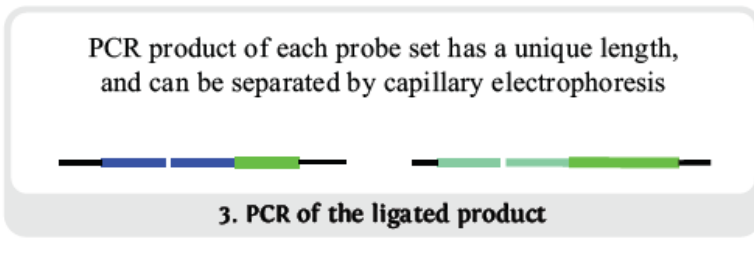 PCR product of each probe set has a unique length,
and can be separated by capillary electrophoresis
3. PCR of the ligated product